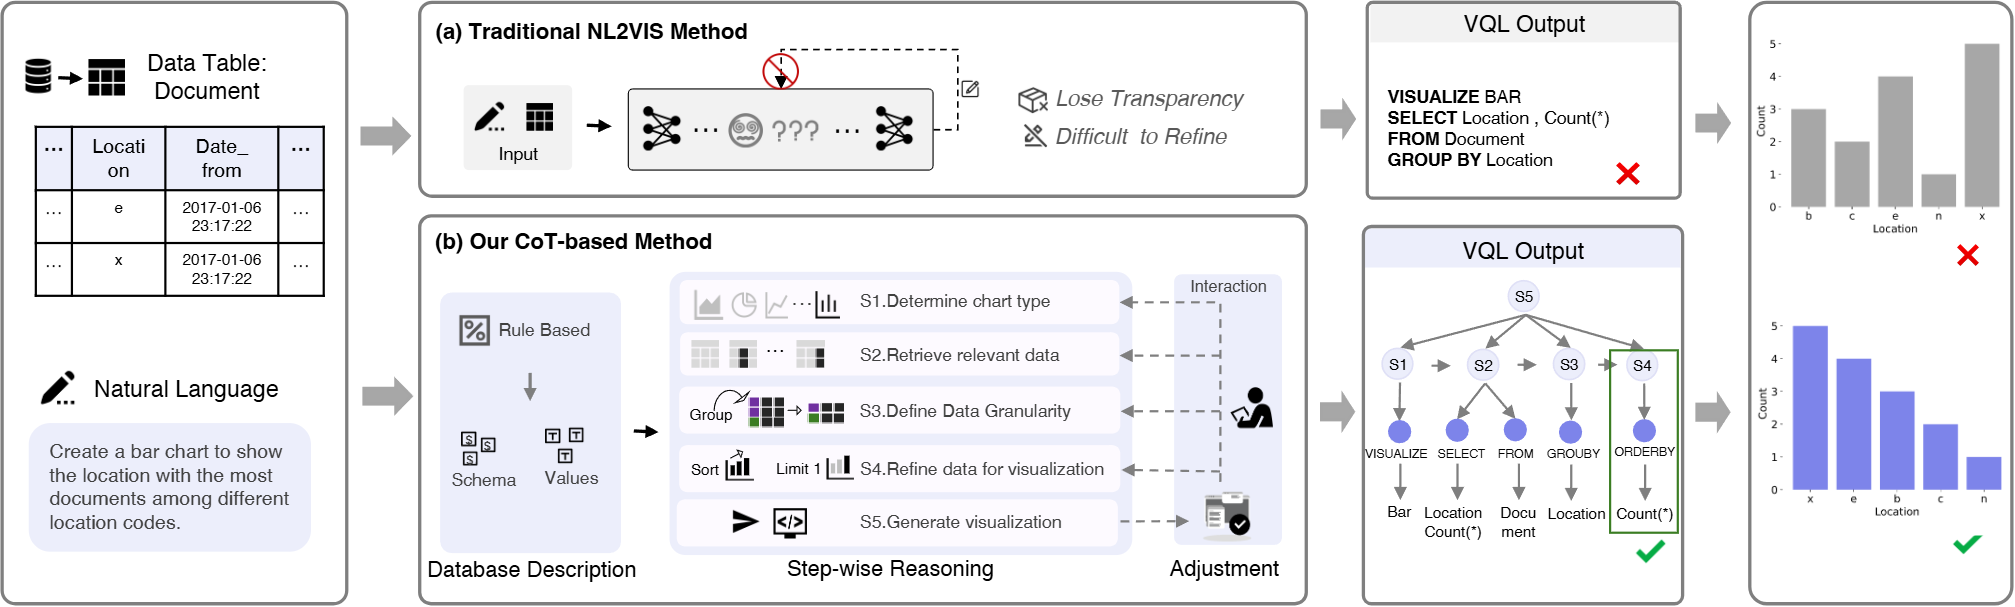 Data Table:
Document
... Locati
on Date_
from ...
... e 2017-01-06
23:17:22 ...
... x 2017-01-06
23:17:22 ...
Natural Language
Create a bar chart to show
the location with the most
documents among different
location codes.
(a) Traditional NL2VIS Method
Input
... ??? ...
Lose Transparency
Difficult to Refine
VQL Output
VISUALIZE BAR
SELECT Location , Count(*)
FROM Document
GROUP BY Location
5
4
3
2
1
0
Count
b c e n x
Location
(b) Our CoT-based Method
Rule Based
S S S
T T T
Schema
Values
Database Description
... S1.Determine chart type
... S2.Retrieve relevant data
Group S3.Define Data Granularity
Sort Limit 1 S4.Refine data for visualization
</> S5.Generate visualization
Step-wise Reasoning
Interaction
Adjustment
VQL Output
S5
S1 S2 S3 S4
VISUALIZE SELECT FROM GROUBY ORDERBY
Bar Location
Count(*) Docu
ment Location Count(*)
5
4
3
2
1
0
Count
x e b c n
Location